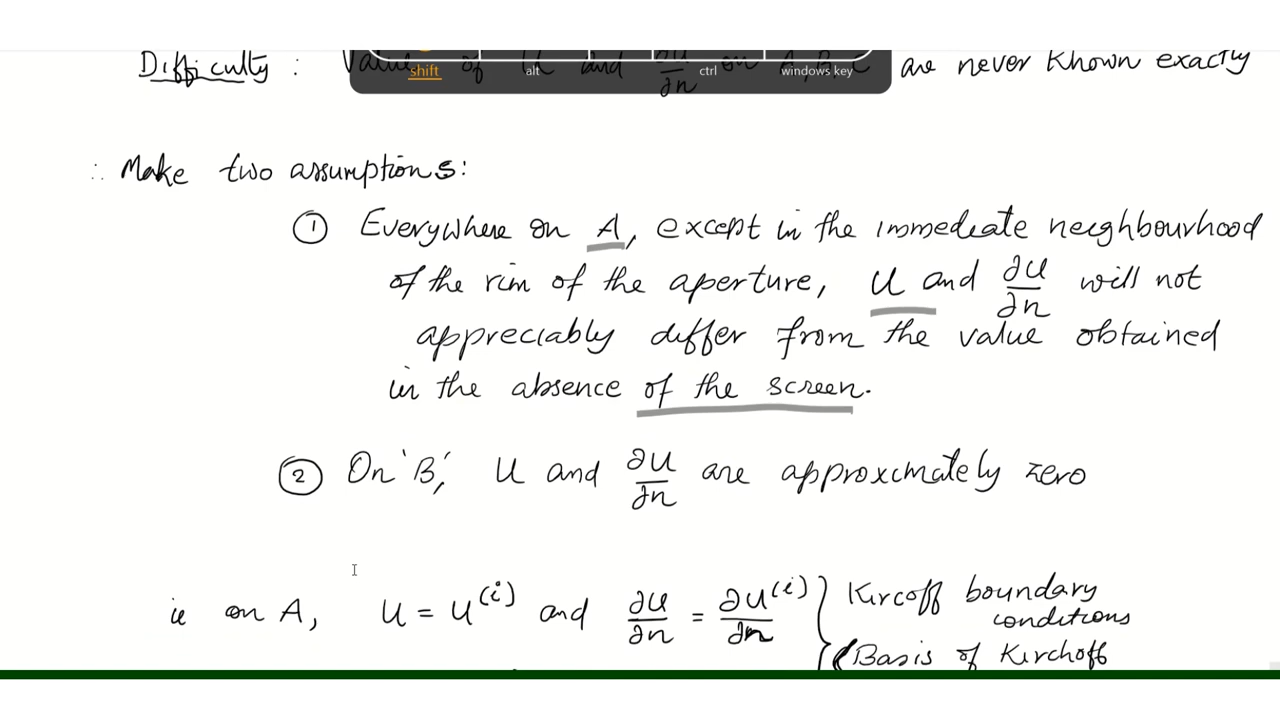 Difficulty : Value of U and ∂U/∂n on A, B, C are never known exactly
shift alt ctrl windows key
∴ Make two assumptions:
① Everywhere on A, except in the immediate neighbourhood
of the rim of the aperture, U and ∂U/∂n will not
appreciably differ from the value obtained
in the absence of the screen.
② On 'B', U and ∂U/∂n are approximately zero
ie on A, U = U^(i) and ∂U/∂n = ∂U^(i)/∂n } Kircoff boundary
conditions
(Basis of Kirchoff